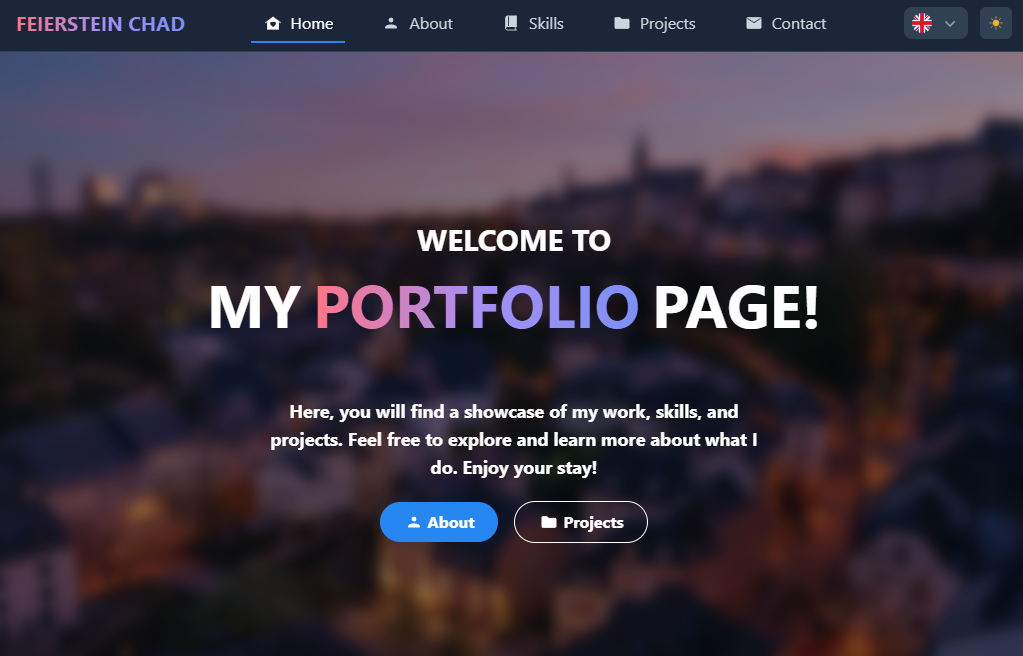 FEIERSTEIN CHAD
Home
About
Skills
Projects
Contact
WELCOME TO
MY PORTFOLIO PAGE!
Here, you will find a showcase of my work, skills, and
projects. Feel free to explore and learn more about what I
do. Enjoy your stay!
About
Projects